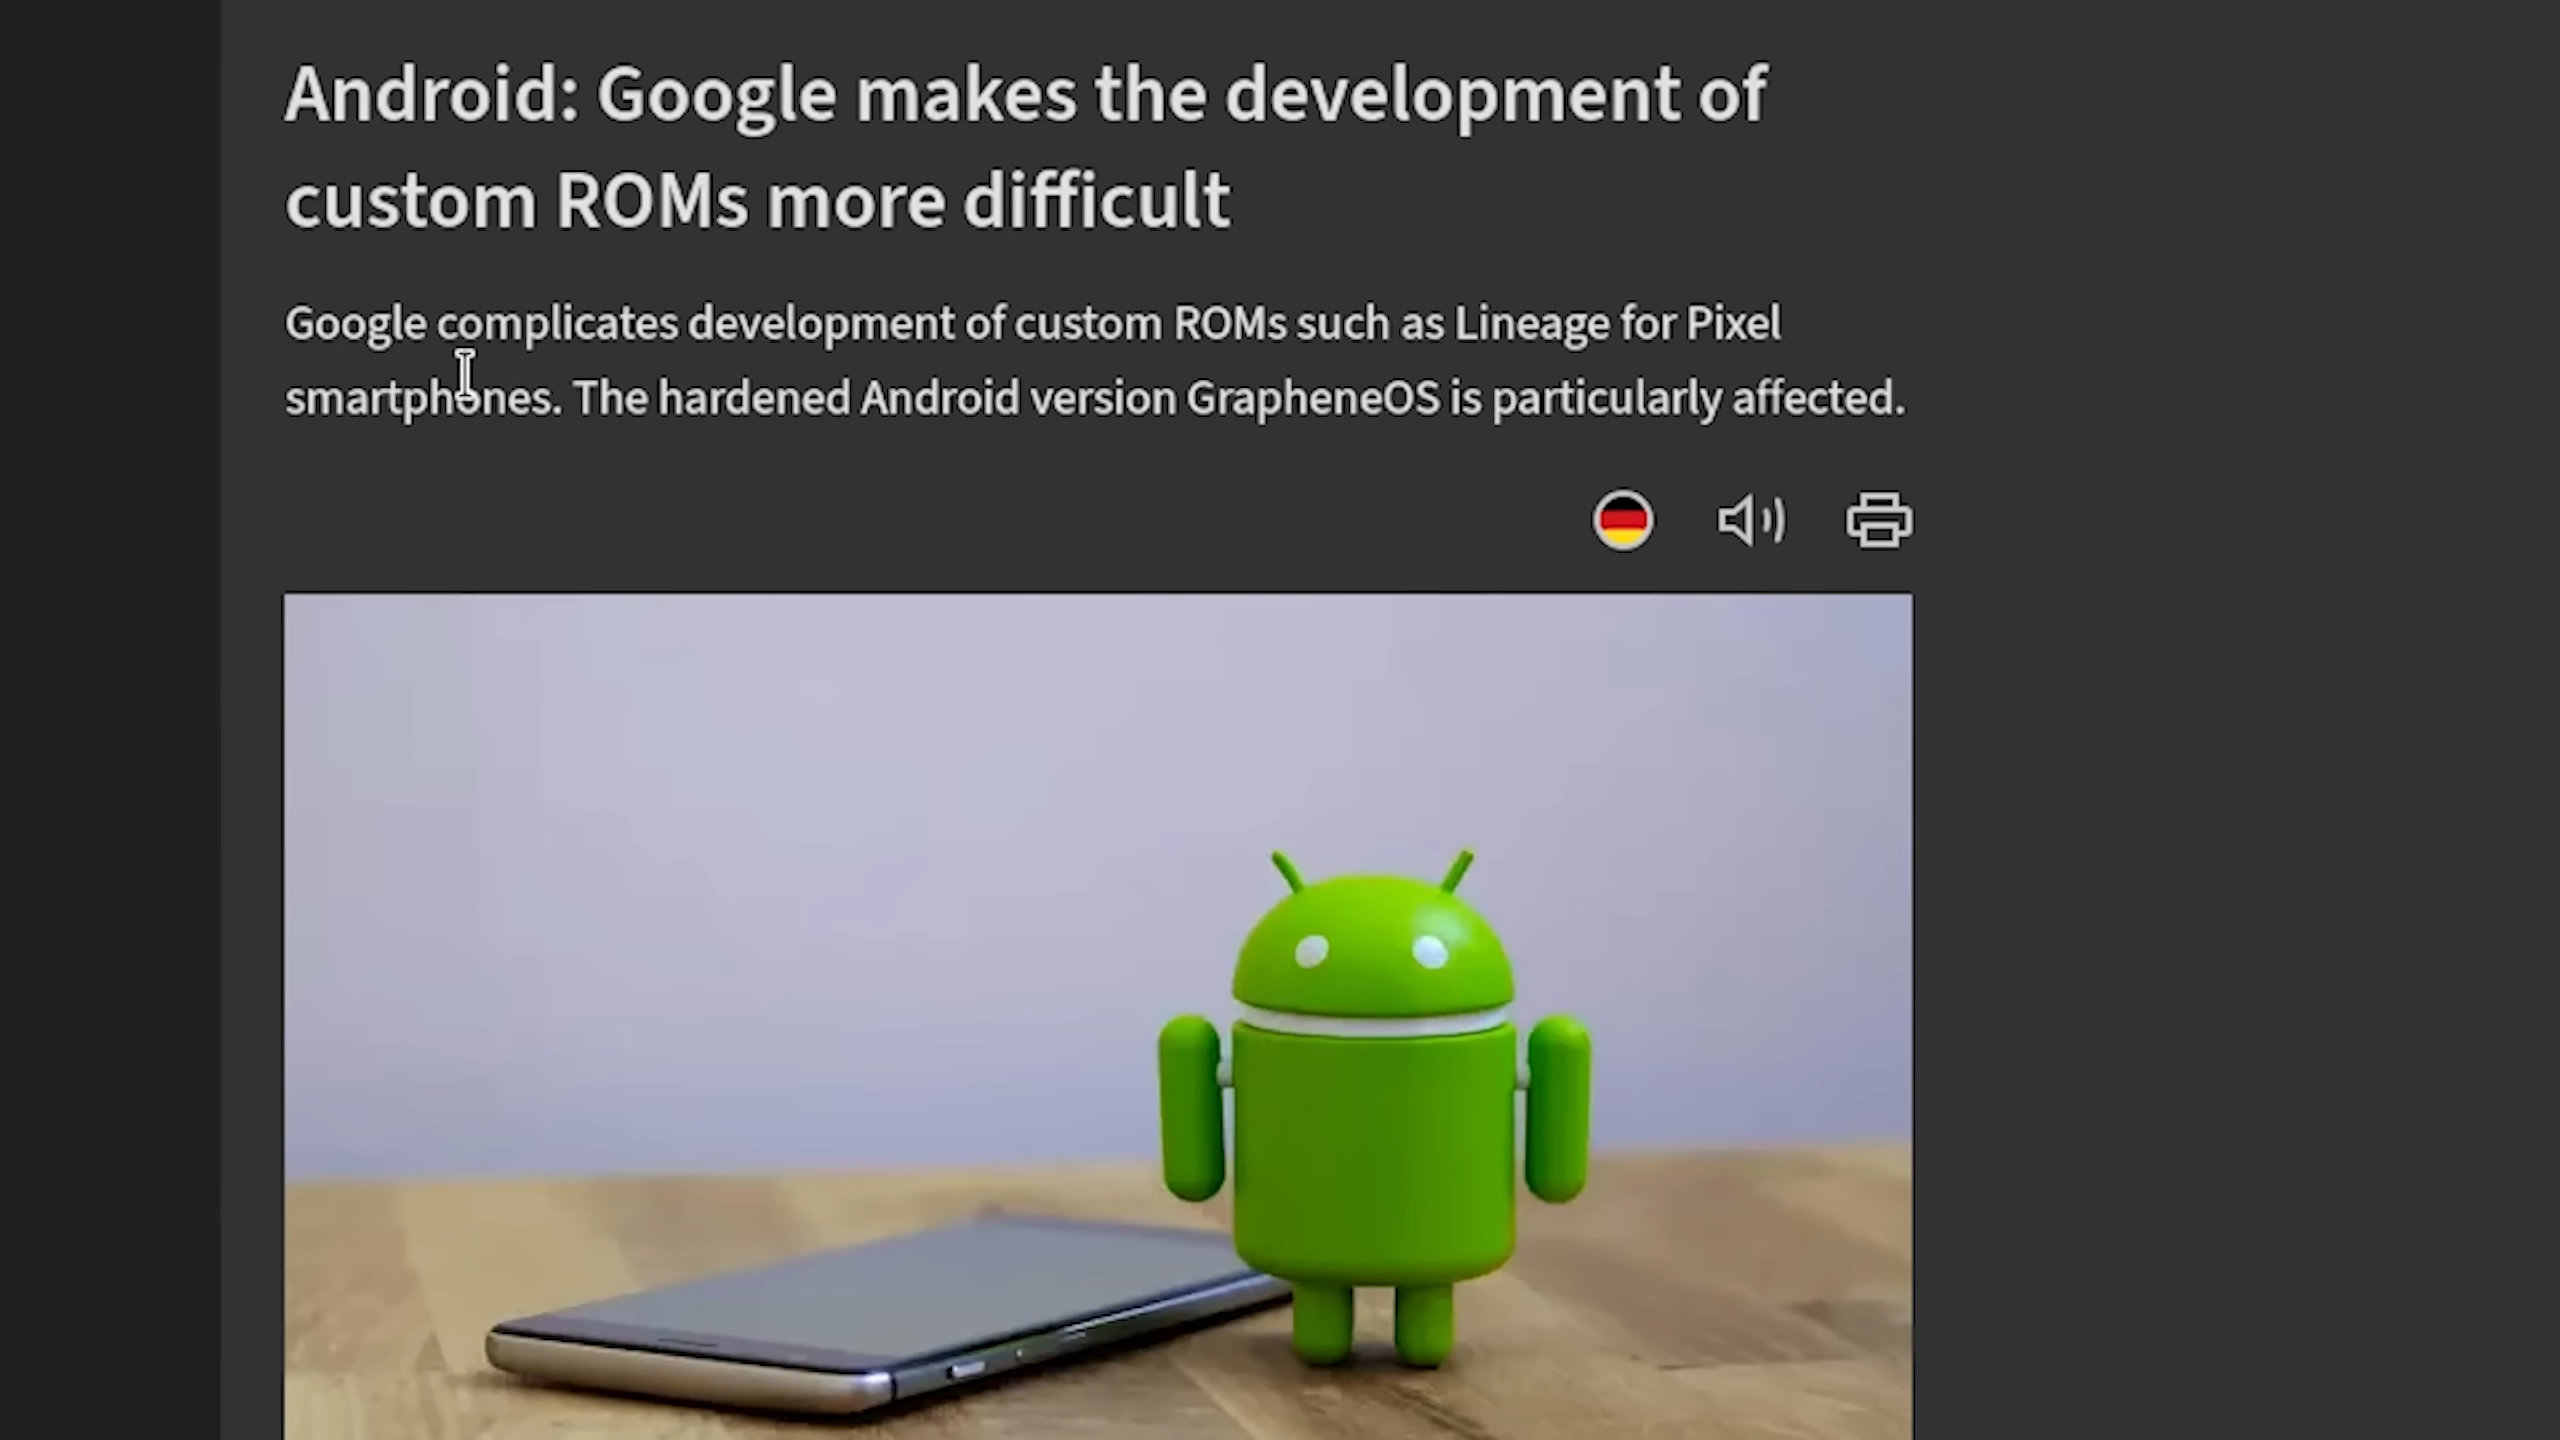 Android: Google makes the development of
custom ROMs more difficult
Google complicates development of custom ROMs such as Lineage for Pixel
smartphones. The hardened Android version GrapheneOS is particularly affected.